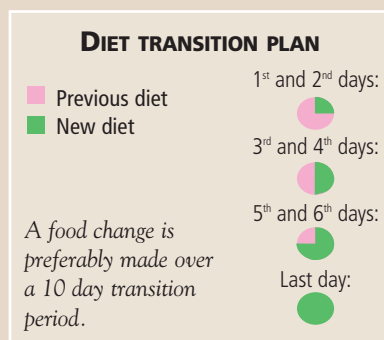 DIET TRANSITION PLAN
Previous diet
New diet
A food change is
preferably made over
a 10 day transition
period.
1st and 2nd days:
3rd and 4th days:
5th and 6th days:
Last day: